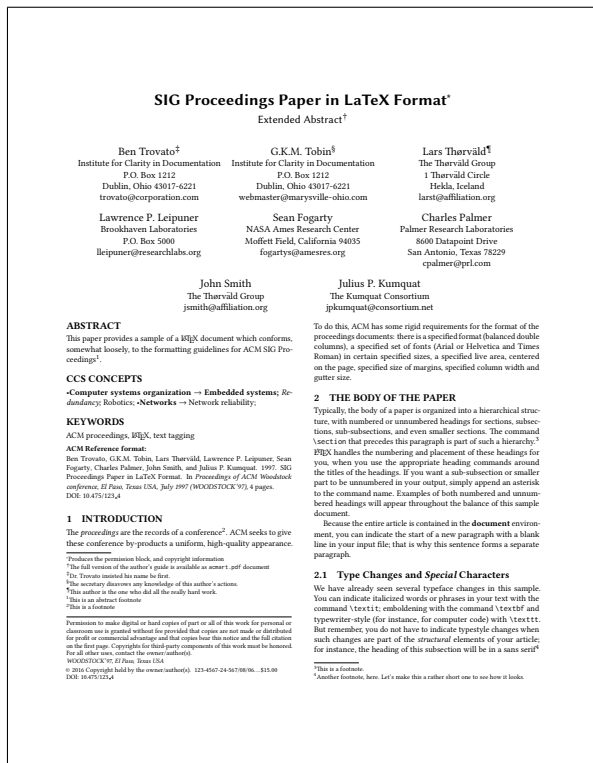 SIG Proceedings Paper in LaTeX Format*
Extended Abstract†
Ben Trovato‡
Institute for Clarity in Documentation
P.O. Box 1212
Dublin, Ohio 43017-6221
trovato@corporation.com
G.K.M. Tobin§
Institute for Clarity in Documentation
P.O. Box 1212
Dublin, Ohio 43017-6221
webmaster@marysville-ohio.com
Lars Thørväld¶
The Thørväld Group
1 Thørväld Circle
Hekla, Iceland
larst@affiliation.org
Lawrence P. Leipuner
Brookhaven Laboratories
P.O. Box 5000
lleipuner@researchlabs.org
Sean Fogarty
NASA Ames Research Center
Moffett Field, California 94035
fogartys@amesres.org
Charles Palmer
Palmer Research Laboratories
8600 Datapoint Drive
San Antonio, Texas 78229
cpalmer@prl.com
John Smith
The Thørväld Group
jsmith@affiliation.org
Julius P. Kumquat
The Kumquat Consortium
jpkumquat@consortium.net
ABSTRACT
This paper provides a sample of a LATEX document which conforms,
somewhat loosely, to the formatting guidelines for ACM SIG Pro-
ceedings¹.
CCS CONCEPTS
•Computer systems organization → Embedded systems; Re-
dundancy; Robotics; •Networks → Network reliability;
KEYWORDS
ACM proceedings, LATEX, text tagging
ACM Reference format:
Ben Trovato, G.K.M. Tobin, Lars Thørväld, Lawrence P. Leipuner, Sean
Fogarty, Charles Palmer, John Smith, and Julius P. Kumquat. 1997. SIG
Proceedings Paper in LaTeX Format. In Proceedings of ACM Woodstock
conference, El Paso, Texas USA, July 1997 (WOODSTOCK'97), 4 pages.
DOI: 10.475/123_4
1 INTRODUCTION
The proceedings are the records of a conference². ACM seeks to give
these conference by-products a uniform, high-quality appearance.
*Produces the permission block, and copyright information
†The full version of the author's guide is available as acmart.pdf document
‡Dr. Trovato insisted his name be first.
§The secretary disavows any knowledge of this author's actions.
¶This author is the one who did all the really hard work.
¹This is an abstract footnote
²This is a footnote
Permission to make digital or hard copies of part or all of this work for personal or
classroom use is granted without fee provided that copies are not made or distributed
for profit or commercial advantage and that copies bear this notice and the full citation
on the first page. Copyrights for third-party components of this work must be honored.
For all other uses, contact the owner/author(s).
WOODSTOCK'97, El Paso, Texas USA
© 2016 Copyright held by the owner/author(s). 123-4567-24-567/08/06...$15.00
DOI: 10.475/123_4
To do this, ACM has some rigid requirements for the format of the
proceedings documents: there is a specified format (balanced double
columns), a specified set of fonts (Arial or Helvetica and Times
Roman) in certain specified sizes, a specified live area, centered
on the page, specified size of margins, specified column width and
gutter size.
2 THE BODY OF THE PAPER
Typically, the body of a paper is organized into a hierarchical struc-
ture, with numbered or unnumbered headings for sections, subsec-
tions, sub-subsections, and even smaller sections. The command
\section that precedes this paragraph is part of such a hierarchy.³
LATEX handles the numbering and placement of these headings for
you, when you use the appropriate heading commands around
the titles of the headings. If you want a sub-subsection or smaller
part to be unnumbered in your output, simply append an asterisk
to the command name. Examples of both numbered and unnum-
bered headings will appear throughout the balance of this sample
document.
Because the entire article is contained in the document environ-
ment, you can indicate the start of a new paragraph with a blank
line in your input file; that is why this sentence forms a separate
paragraph.
2.1 Type Changes and Special Characters
We have already seen several typeface changes in this sample.
You can indicate italicized words or phrases in your text with the
command \textit; emboldening with the command \textbf and
typewriter-style (for instance, for computer code) with \texttt.
But remember, you do not have to indicate typestyle changes when
such changes are part of the structural elements of your article;
for instance, the heading of this subsection will be in a sans serif⁴
³This is a footnote.
⁴Another footnote, here. Let's make this a rather short one to see how it looks.